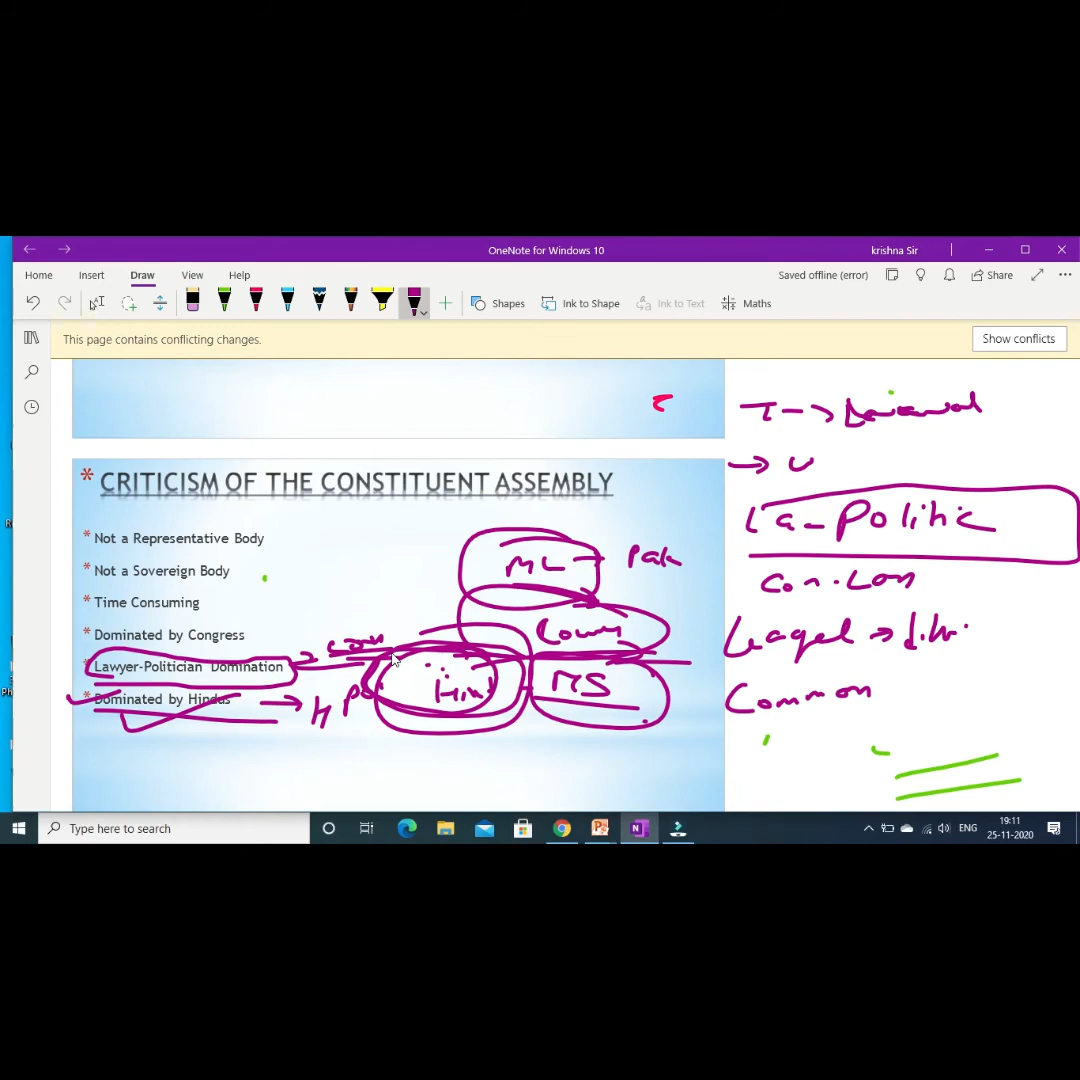 OneNote for Windows 10
krishna Sir
Home Insert Draw View Help
Saved offline (error)
Share
Shapes
Ink to Shape
Ink to Text
Maths
This page contains conflicting changes.
Show conflicts
* CRITICISM OF THE CONSTITUENT ASSEMBLY
* Not a Representative Body
* Not a Sovereign Body
* Time Consuming
* Dominated by Congress
* Lawyer-Politician Domination
* Dominated by Hindus
ML Pak
Hin
MS
La-Politic
Common
Type here to search
ENG
19:11
25-11-2020